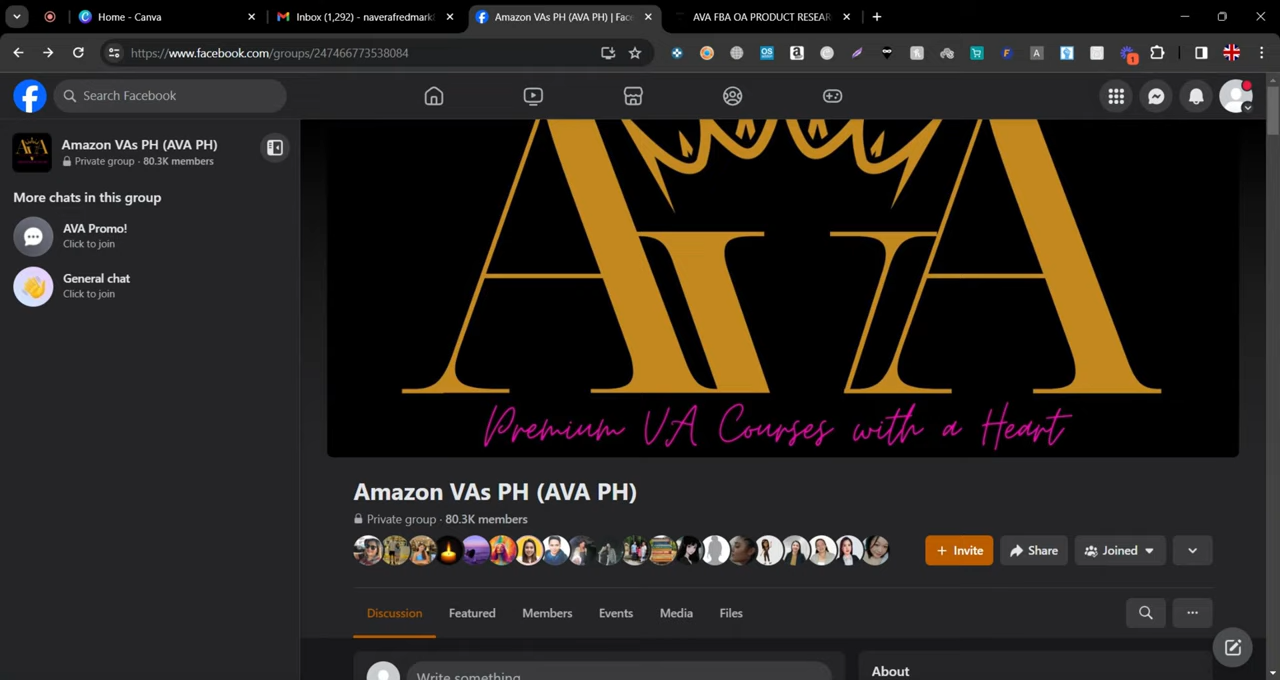 Home - Canva
Inbox (1,292) - naverafredmark
Amazon VAs PH (AVA PH) | Fac
AVA FBA OA PRODUCT RESEAR
https://www.facebook.com/groups/247466773538084
Search Facebook
Amazon VAs PH (AVA PH)
Private group · 80.3K members
More chats in this group
AVA Promo!
Click to join
General chat
Click to join
AVA
Premium VA Courses with a Heart
Amazon VAs PH (AVA PH)
Private group · 80.3K members
+ Invite
Share
Joined
Discussion
Featured
Members
Events
Media
Files
Write something
About